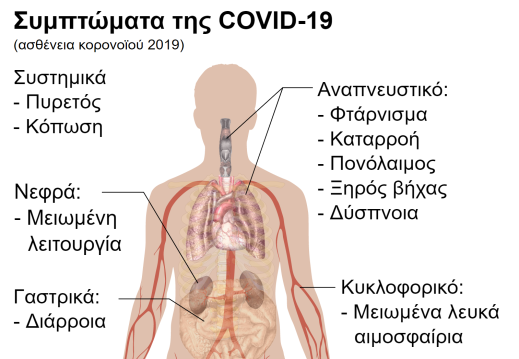 Συμπτώματα της COVID-19
(ασθένεια κορονοϊού 2019)
Συστημικά
- Πυρετός
- Κόπωση
Αναπνευστικό:
- Φτάρνισμα
- Καταρροή
- Πονόλαιμος
- Ξηρός βήχας
- Δύσπνοια
Νεφρά:
- Μειωμένη
λειτουργία
Γαστρικά:
- Διάρροια
Κυκλοφορικό:
- Μειωμένα λευκά
αιμοσφαίρια